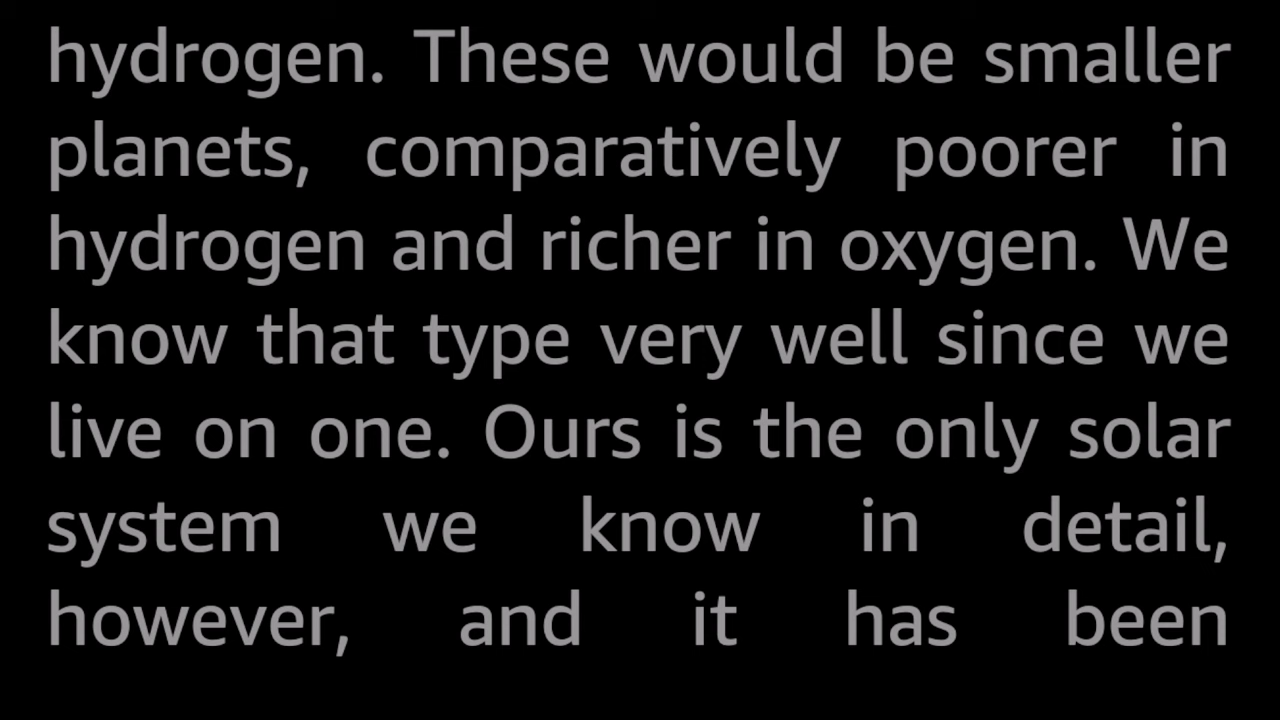 hydrogen. These would be smaller
planets, comparatively poorer in
hydrogen and richer in oxygen. We
know that type very well since we
live on one. Ours is the only solar
system we know in detail,
however, and it has been